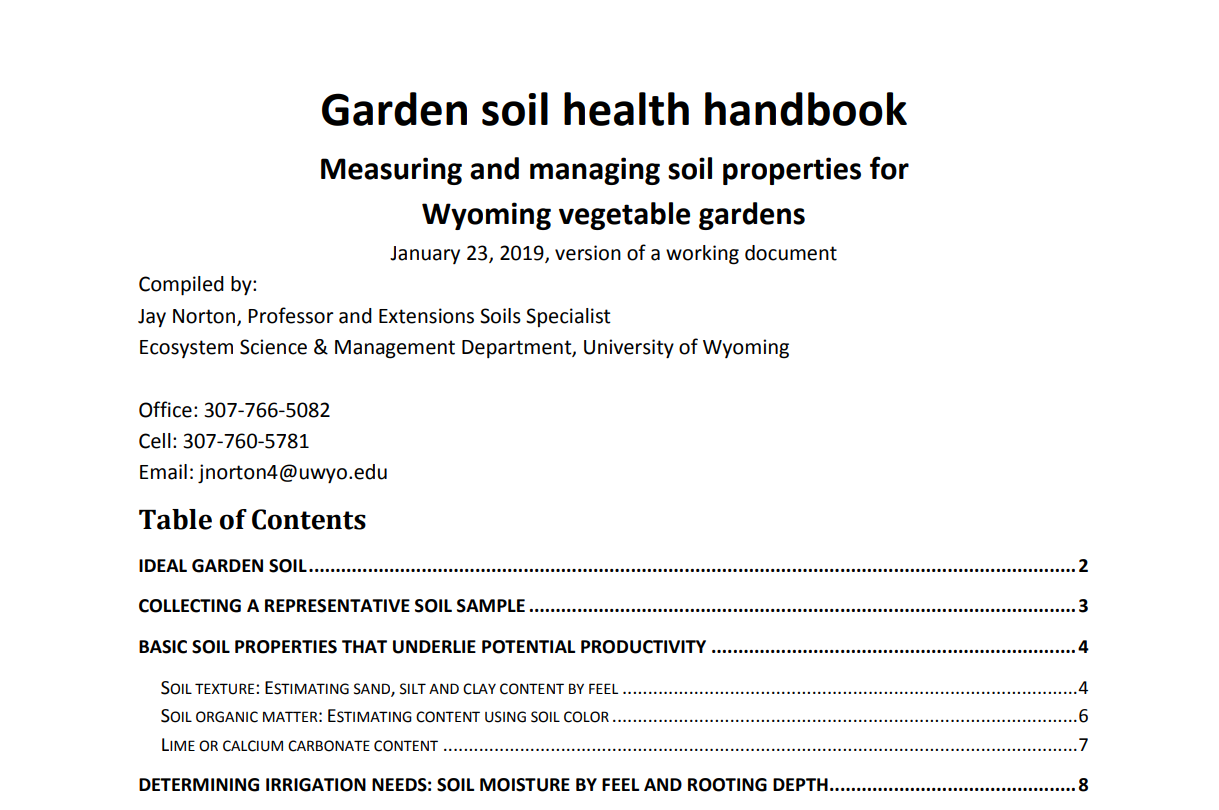 Garden soil health handbook
Measuring and managing soil properties for
Wyoming vegetable gardens
January 23, 2019, version of a working document
Compiled by:
Jay Norton, Professor and Extensions Soils Specialist
Ecosystem Science & Management Department, University of Wyoming
Office: 307-766-5082
Cell: 307-760-5781
Email: jnorton4@uwyo.edu
Table of Contents
IDEAL GARDEN SOIL........................................................................................................2
COLLECTING A REPRESENTATIVE SOIL SAMPLE ........................................................................3
BASIC SOIL PROPERTIES THAT UNDERLIE POTENTIAL PRODUCTIVITY ................................................4
SOIL TEXTURE: ESTIMATING SAND, SILT AND CLAY CONTENT BY FEEL ................................................4
SOIL ORGANIC MATTER: ESTIMATING CONTENT USING SOIL COLOR ....................................................6
LIME OR CALCIUM CARBONATE CONTENT ..................................................................................7
DETERMINING IRRIGATION NEEDS: SOIL MOISTURE BY FEEL AND ROOTING DEPTH........................................8